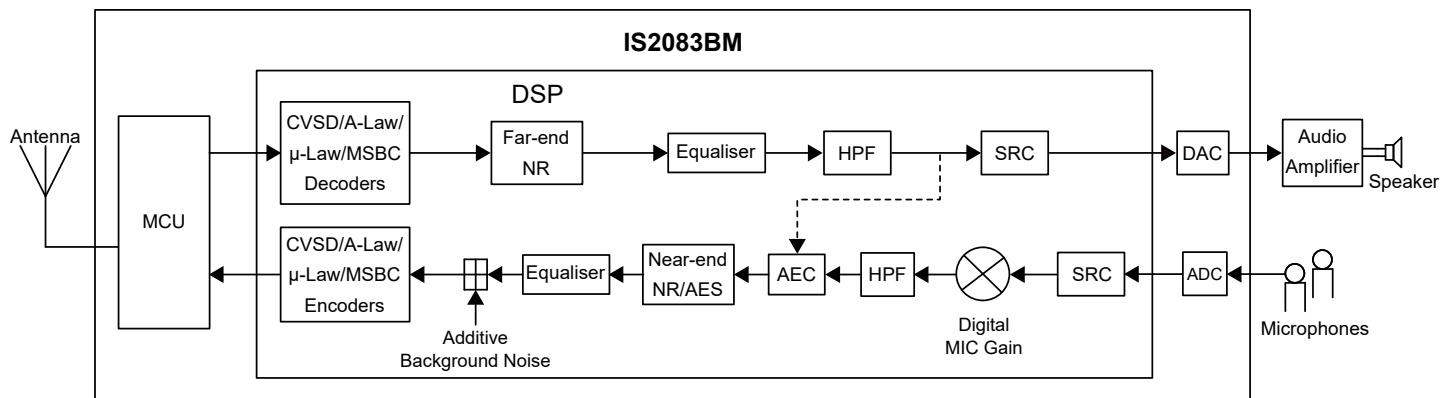 IS2083BM
DSP
Antenna
MCU
CVSD/A-Law/
µ-Law/MSBC
Decoders
Far-end
NR
Equaliser
HPF
SRC
DAC
Audio
Amplifier
Speaker
CVSD/A-Law/
µ-Law/MSBC
Encoders
Additive
Background Noise
Equaliser
Near-end
NR/AES
AEC
HPF
Digital
MIC Gain
SRC
ADC
Microphones